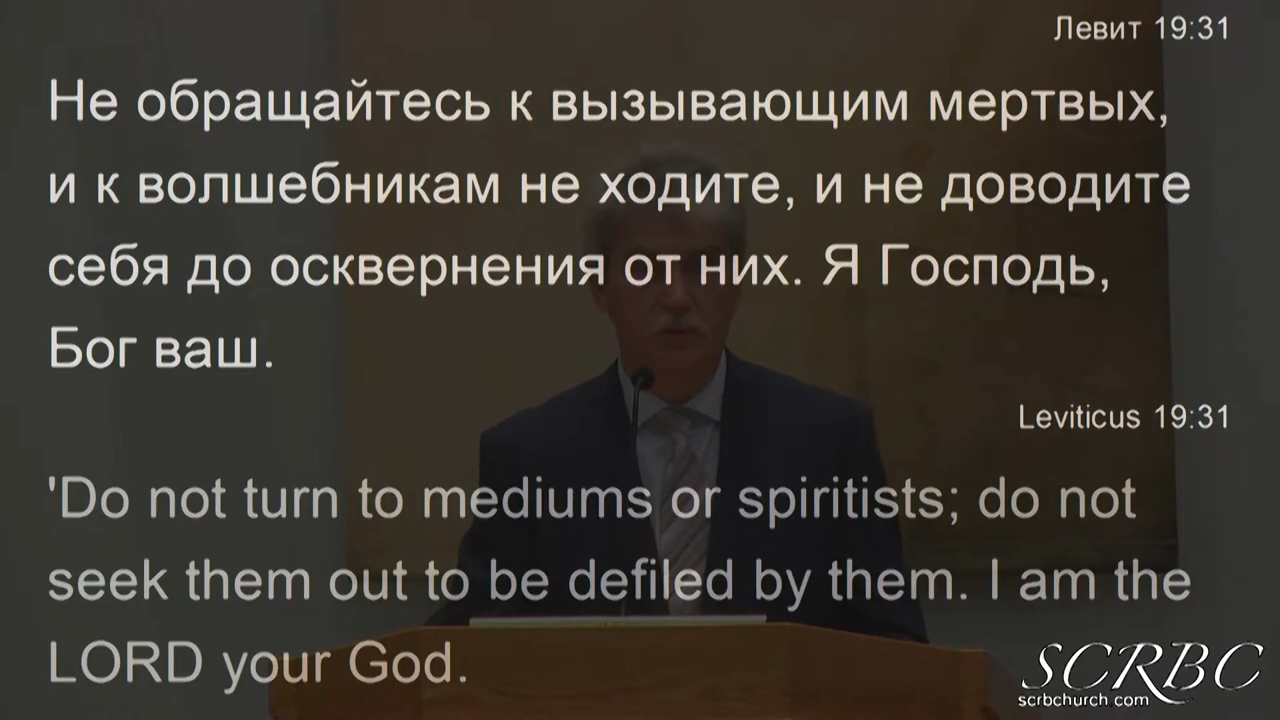 Левит 19:31
Не обращайтесь к вызывающим мертвых,
и к волшебникам не ходите, и не доводите
себя до осквернения от них. Я Господь,
Бог ваш.
Leviticus 19:31
'Do not turn to mediums or spiritists; do not
seek them out to be defiled by them. I am the
LORD your God.
SCRBC
scrbchurch.com